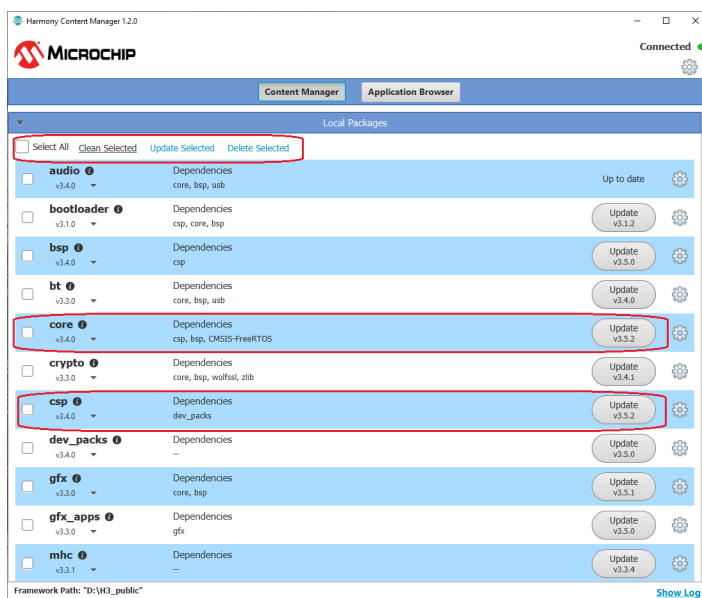 Harmony Content Manager 1.2.0
MICROCHIP
Connected
Content Manager
Application Browser
Local Packages
Select All Clean Selected Update Selected Delete Selected
audio Dependencies
v3.4.0 core, bsp, usb
Up to date
bootloader Dependencies
v3.1.0 csp, core, bsp
Update
v3.1.2
bsp Dependencies
v3.4.0 csp
Update
v3.5.0
bt Dependencies
v3.3.0 core, bsp, usb
Update
v3.4.0
core Dependencies
v3.4.0 csp, bsp, CMSIS-FreeRTOS
Update
v3.5.2
crypto Dependencies
v3.3.0 core, bsp, wolfssl, zlib
Update
v3.4.1
csp Dependencies
v3.4.0 dev_packs
Update
v3.5.2
dev_packs Dependencies
v3.4.0 --
Update
v3.5.0
gfx Dependencies
v3.3.0 core, bsp
Update
v3.5.1
gfx_apps Dependencies
v3.3.0 gfx
Update
v3.5.0
mhc Dependencies
v3.3.1 --
Update
v3.3.4
Framework Path: "D:\H3_public"
Show Log